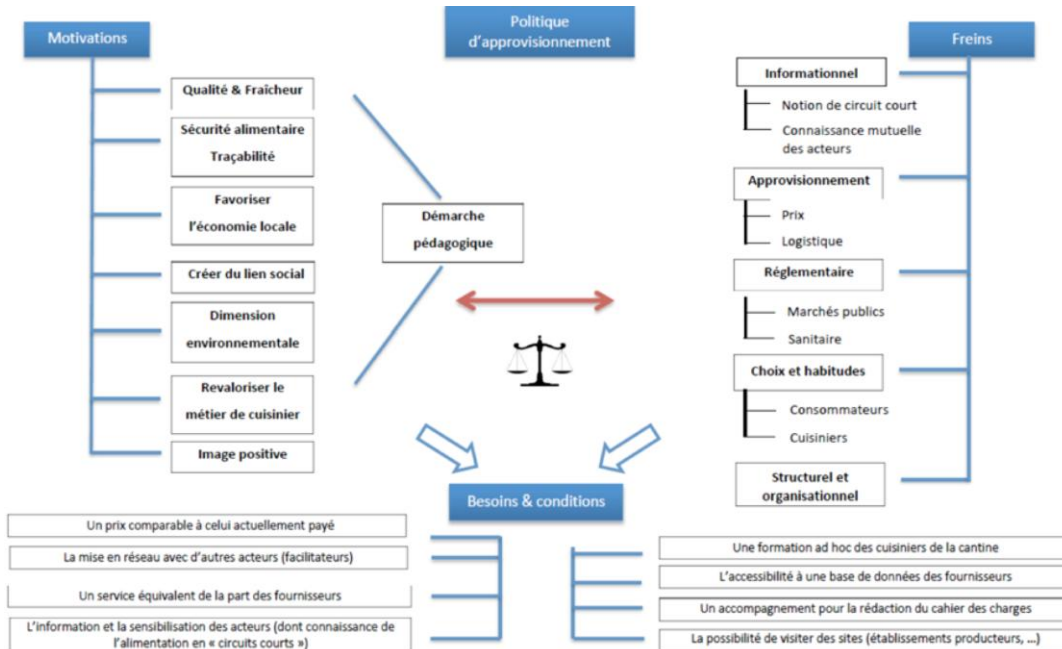 Politique
d'approvisionnement
Motivations
Qualité & Fraîcheur
Sécurité alimentaire
Traçabilité
Favoriser
l'économie locale
Créer du lien social
Dimension
environnementale
Revaloriser le
métier de cuisinier
Image positive
Démarche
pédagogique
Freins
Informationnel
Notion de circuit court
Connaissance mutuelle
des acteurs
Approvisionnement
Prix
Logistique
Réglementaire
Marchés publics
Sanitaire
Choix et habitudes
Consommateurs
Cuisiniers
Structurel et
organisationnel
Besoins & conditions
Un prix comparable à celui actuellement payé
La mise en réseau avec d'autres acteurs (facilitateurs)
Un service équivalent de la part des fournisseurs
L'information et la sensibilisation des acteurs (dont connaissance de
l'alimentation en « circuits courts »)
Une formation ad hoc des cuisiniers de la cantine
L'accessibilité à une base de données des fournisseurs
Un accompagnement pour la rédaction du cahier des charges
La possibilité de visiter des sites (établissements producteurs, ...)